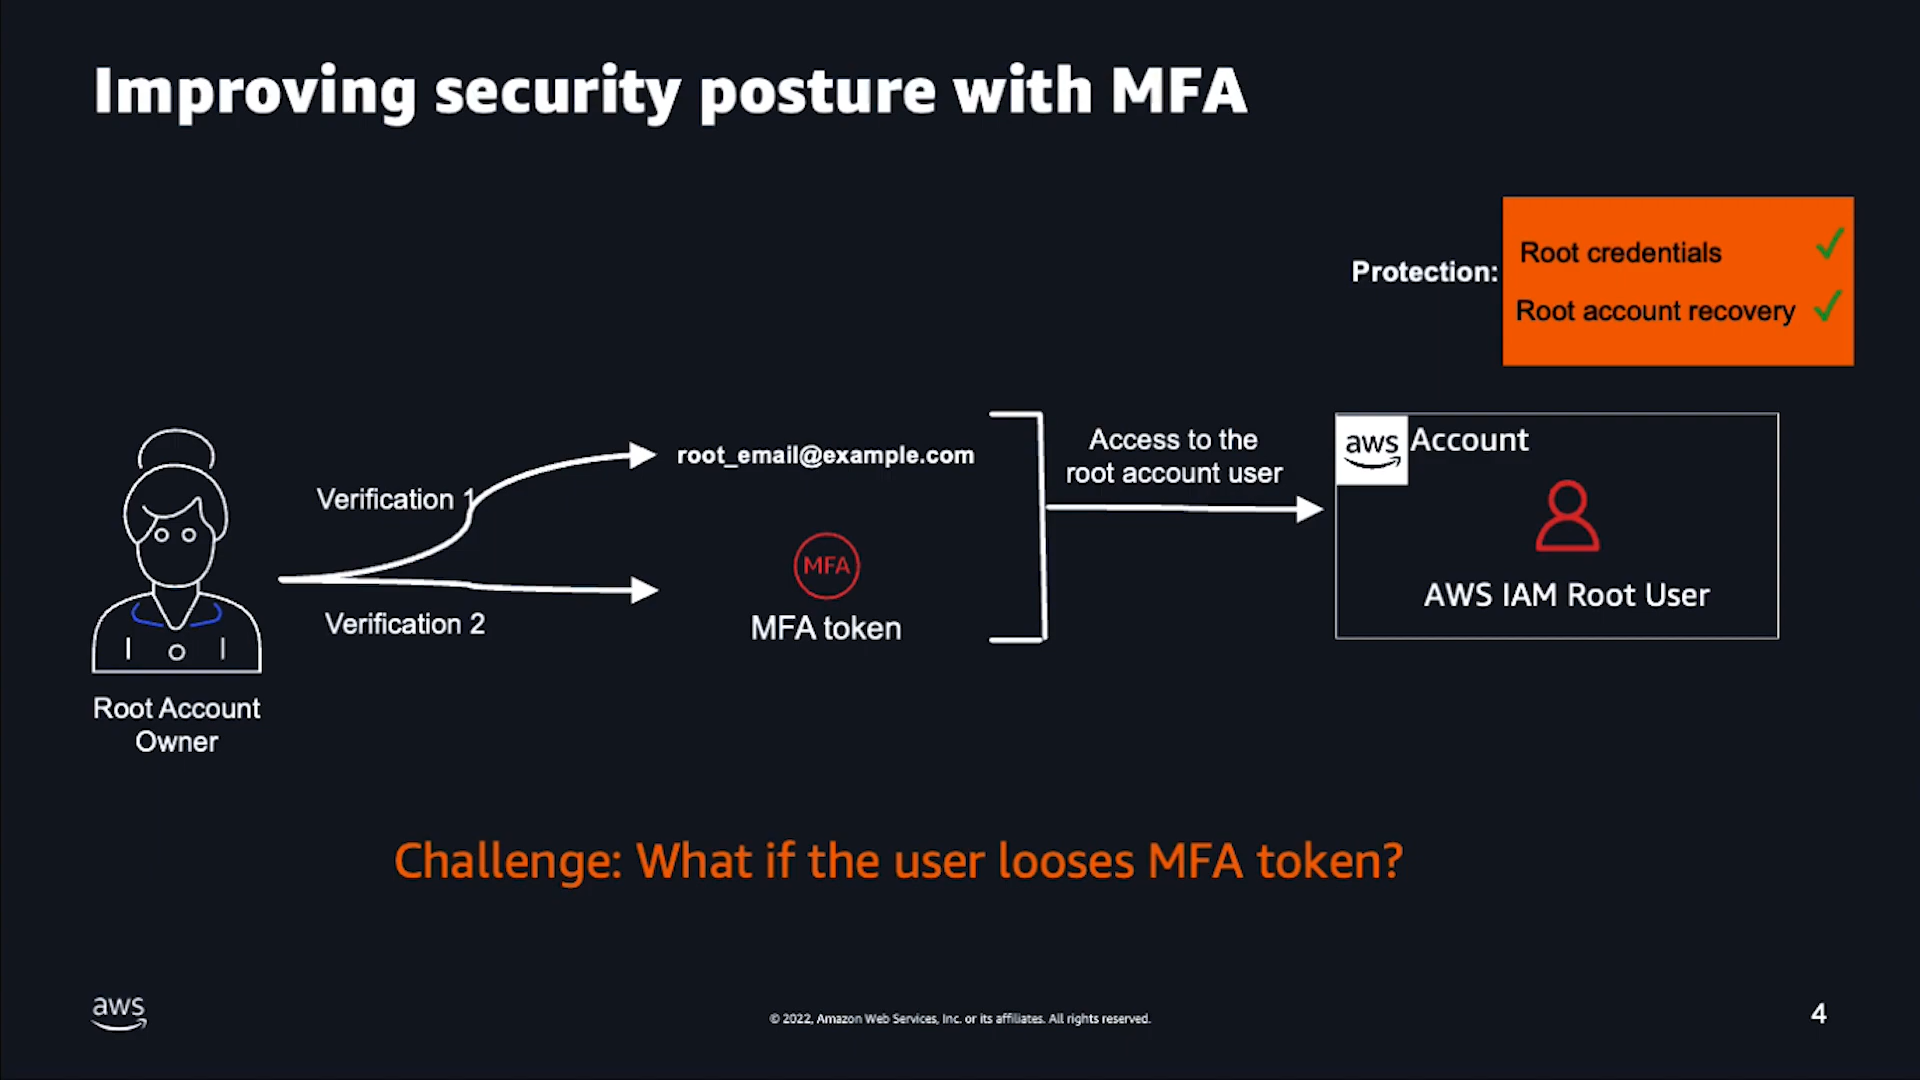 Improving security posture with MFA
Protection:
Root credentials
Root account recovery
Verification 1
root_email@example.com
Verification 2
MFA
MFA token
Access to the
root account user
aws Account
AWS IAM Root User
Root Account
Owner
Challenge: What if the user looses MFA token?
aws
© 2022, Amazon Web Services, Inc. or its affiliates. All rights reserved.
4